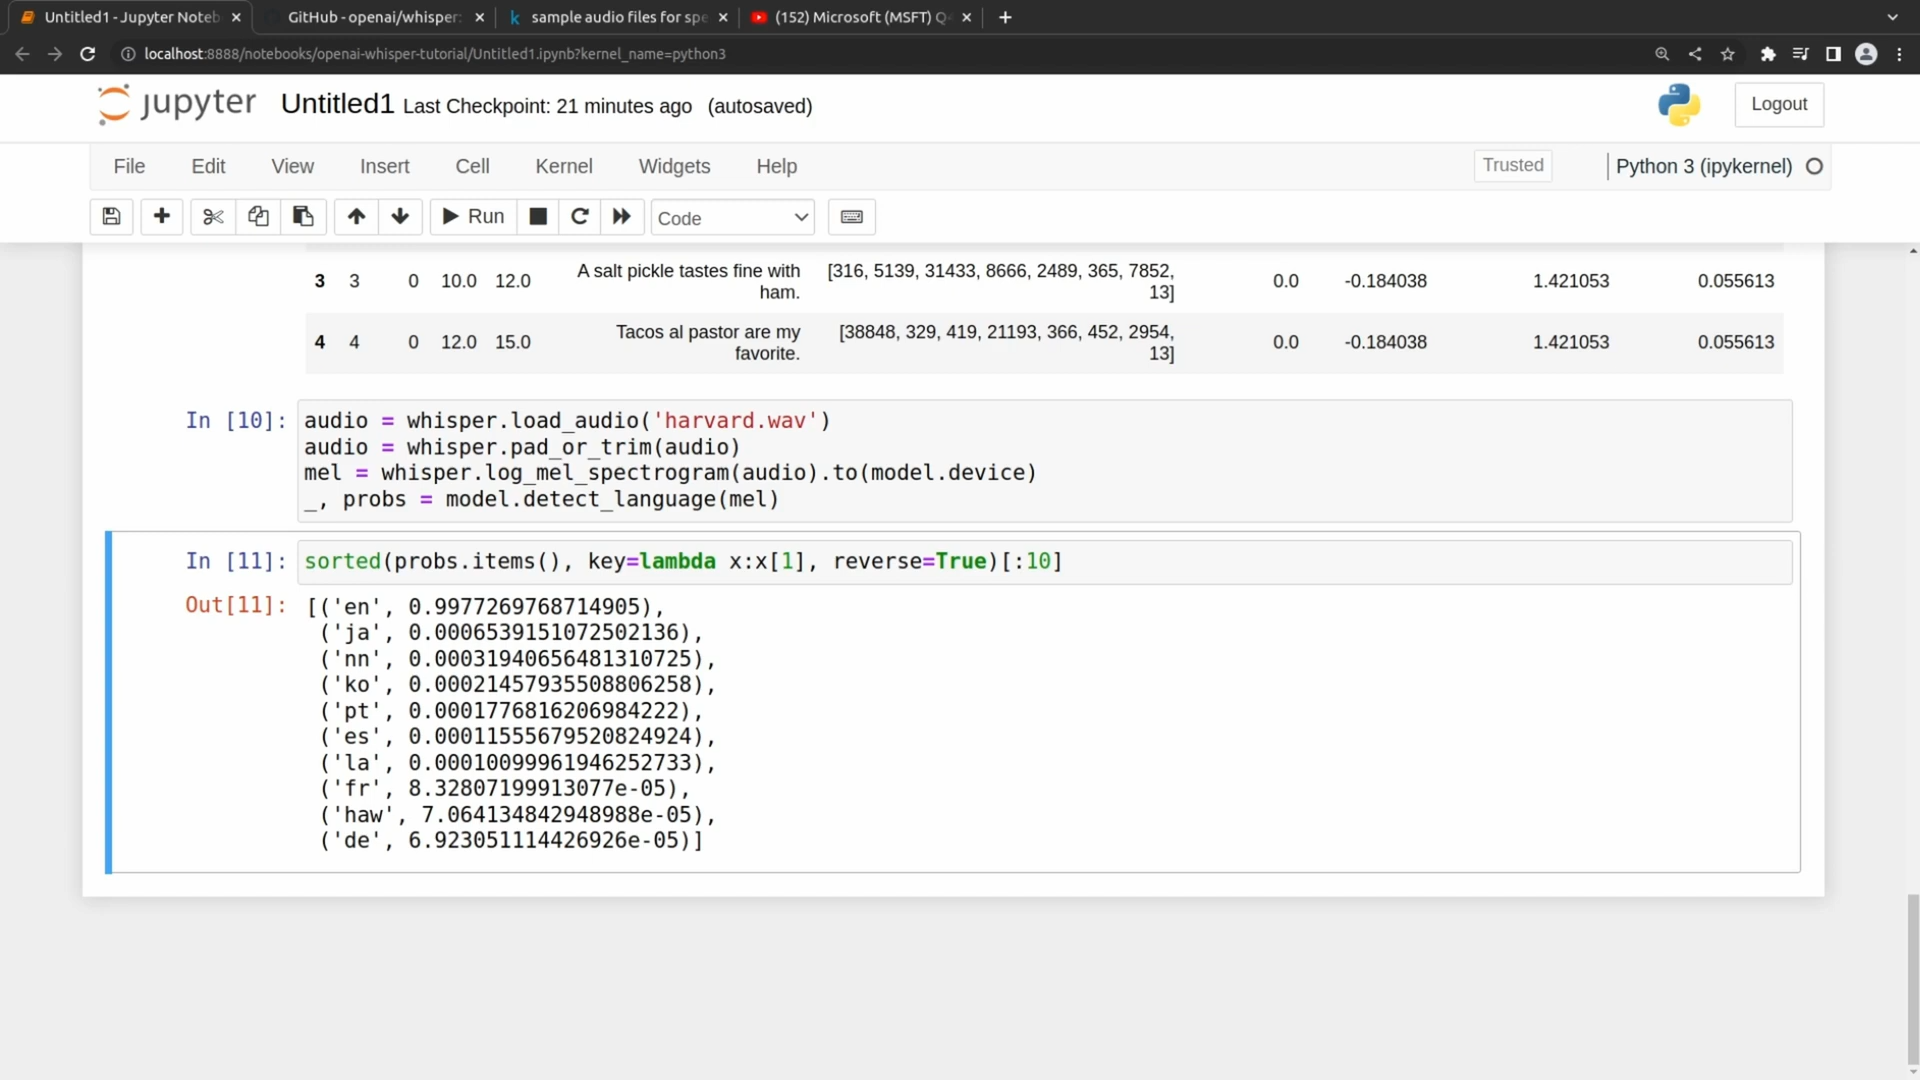 Untitled1 - Jupyter Noteb
GitHub - openai/whisper:
k sample audio files for spe
(152) Microsoft (MSFT) Q
localhost:8888/notebooks/openai-whisper-tutorial/Untitled1.ipynb?kernel_name=python3
jupyter Untitled1 Last Checkpoint: 21 minutes ago (autosaved)
Logout
File Edit View Insert Cell Kernel Widgets Help
Trusted
Python 3 (ipykernel)
Run
Code
3 3 0 10.0 12.0 A salt pickle tastes fine with [316, 5139, 31433, 8666, 2489, 365, 7852, 0.0 -0.184038 1.421053 0.055613
ham. 13]
4 4 0 12.0 15.0 Tacos al pastor are my [38848, 329, 419, 21193, 366, 452, 2954, 0.0 -0.184038 1.421053 0.055613
favorite. 13]
In [10]: audio = whisper.load_audio('harvard.wav')
audio = whisper.pad_or_trim(audio)
mel = whisper.log_mel_spectrogram(audio).to(model.device)
_, probs = model.detect_language(mel)
In [11]: sorted(probs.items(), key=lambda x:x[1], reverse=True)[:10]
Out[11]: [('en', 0.9977269768714905),
('ja', 0.0006539151072502136),
('nn', 0.00031940656481310725),
('ko', 0.00021457935508806258),
('pt', 0.0001776816206984222),
('es', 0.00011555679520824924),
('la', 0.00010099961946252733),
('fr', 8.328071991307​7e-05),
('haw', 7.064134842948988e-05),
('de', 6.923051114426926e-05)]